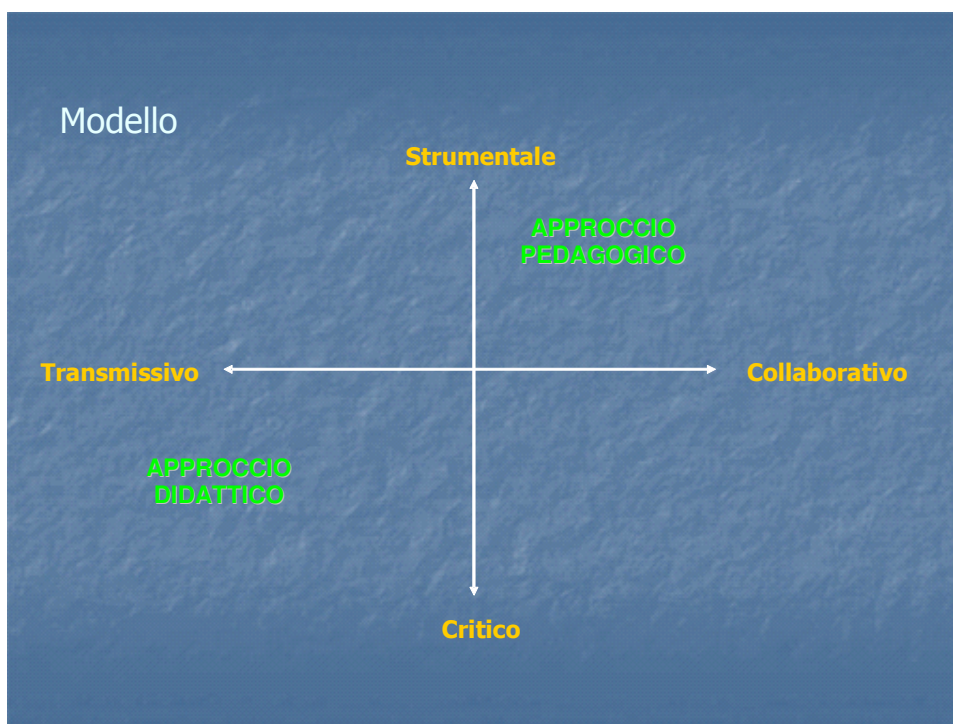 Modello
Strumentale
APPROCCIO
PEDAGOGICO
Transmissivo
Collaborativo
APPROCCIO
DIDATTICO
Critico